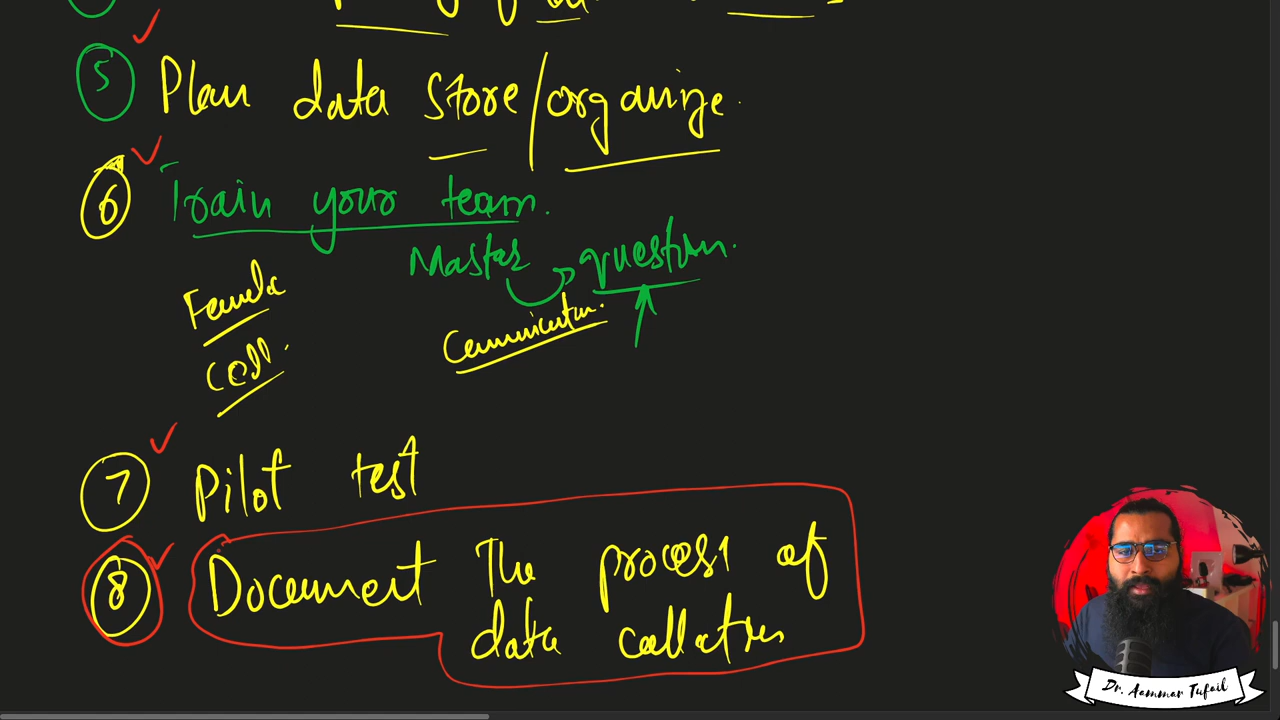 5 Plan data store/organize.
6 Train your team.
Master question.
Female
Communication.
Coll.
7 Pilot test
8 Document The process of
data collection
Dr. Aammar Tufail